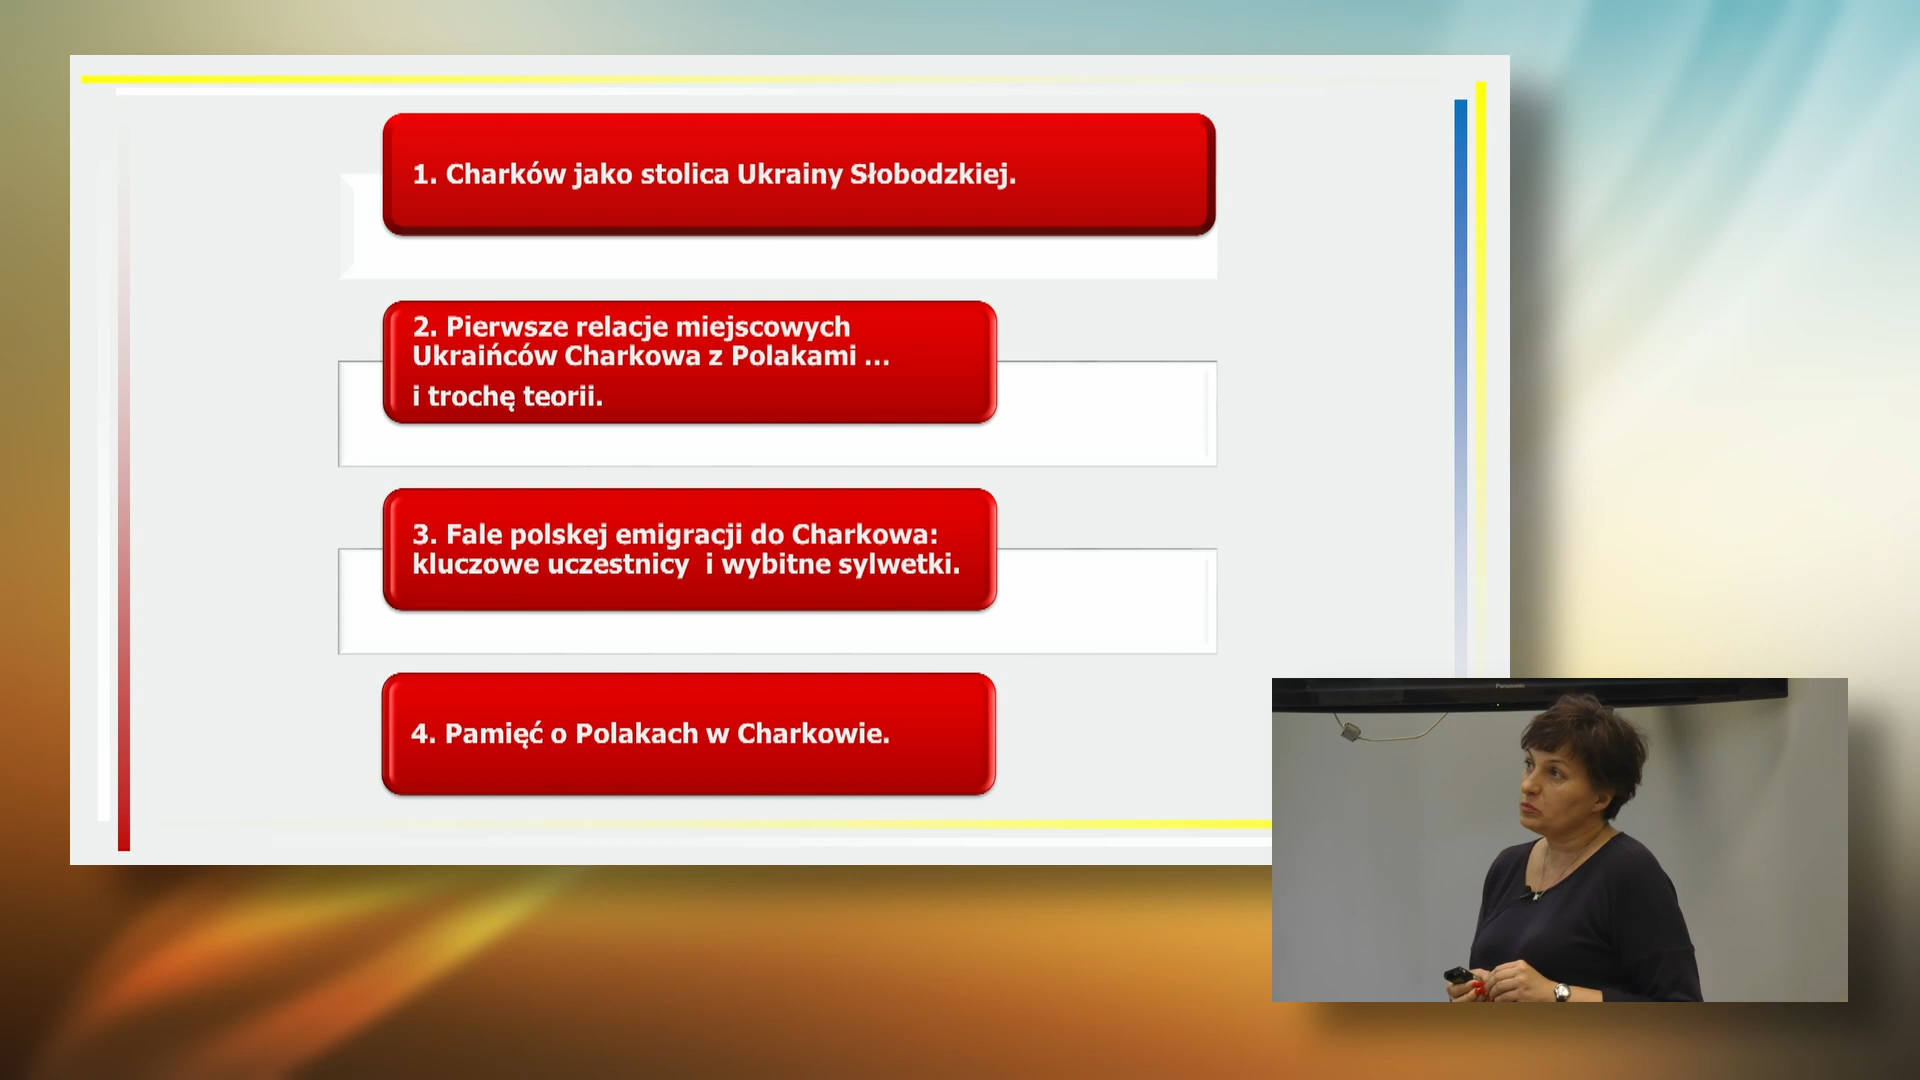 1. Charków jako stolica Ukrainy Słobodzkiej.
2. Pierwsze relacje miejscowych
Ukraińców Charkowa z Polakami ...
i trochę teorii.
3. Fale polskej emigracji do Charkowa:
kluczowe uczestnicy  i wybitne sylwetki.
4. Pamięć o Polakach w Charkowie.
Panasonic